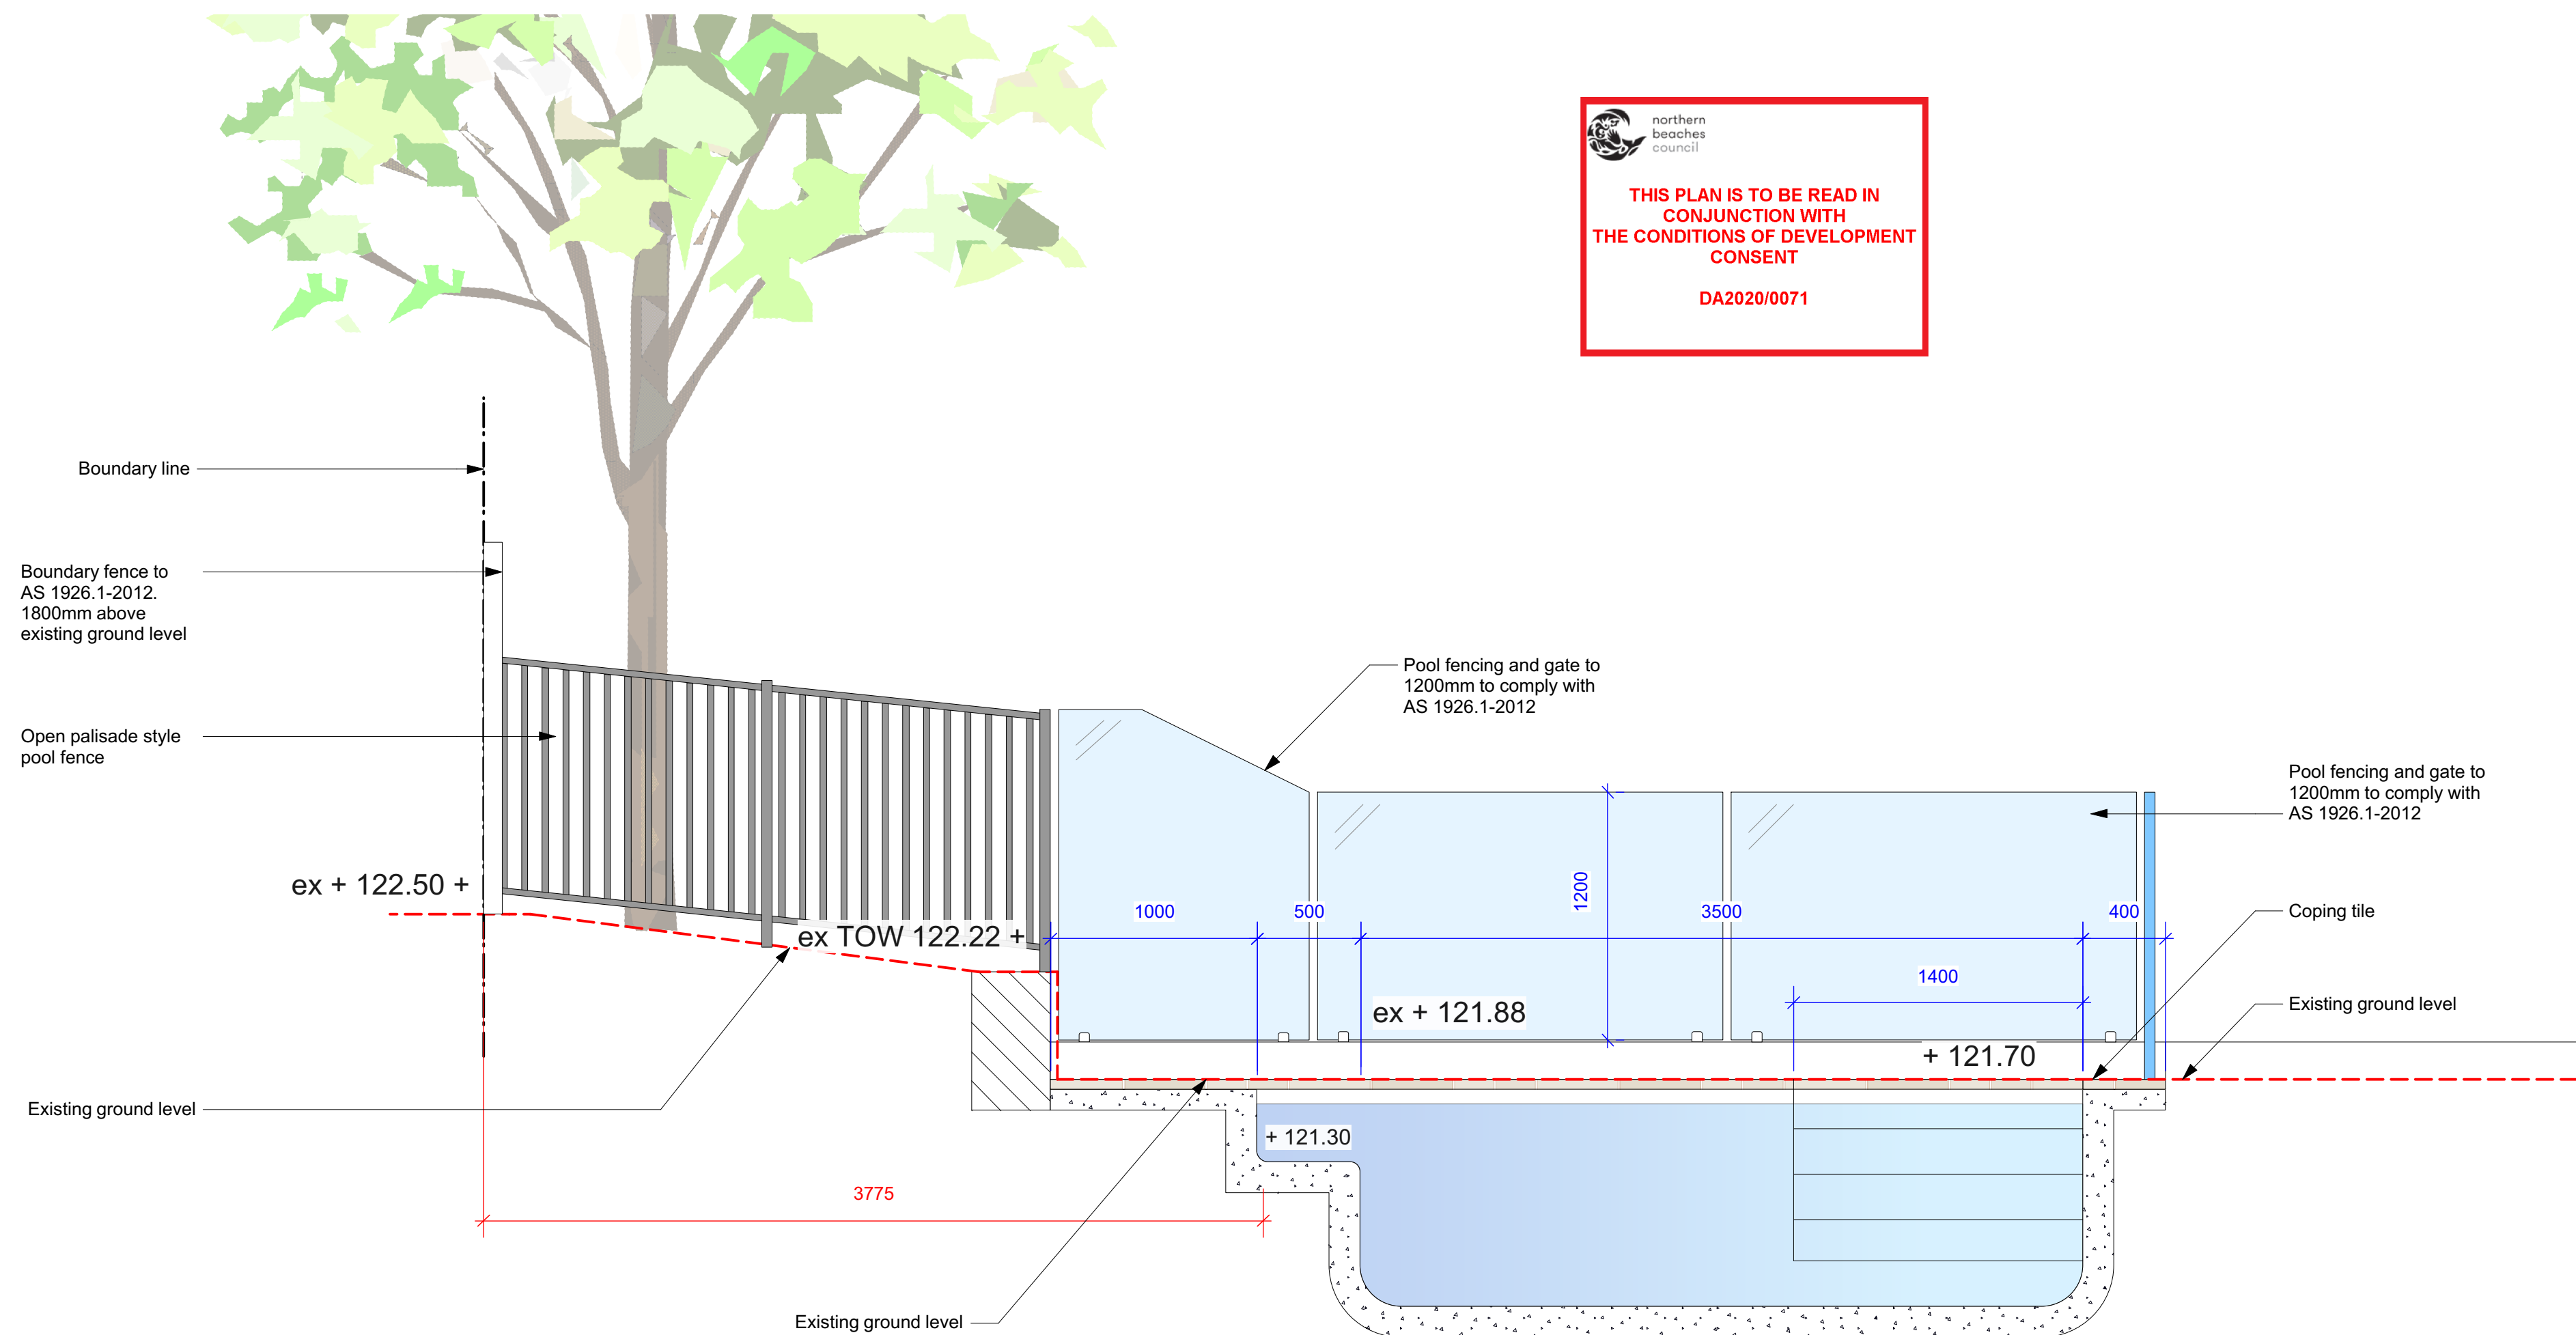 northern
beaches
council
THIS PLAN IS TO BE READ IN
CONJUNCTION WITH
THE CONDITIONS OF DEVELOPMENT
CONSENT
DA2020/0071
Boundary line
Boundary fence to
AS 1926.1-2012.
1800mm above
existing ground level
Open palisade style
pool fence
Pool fencing and gate to
1200mm to comply with
AS 1926.1-2012
Pool fencing and gate to
1200mm to comply with
AS 1926.1-2012
ex + 122.50 +
ex TOW 122.22 +
1000
500
1200
3500
400
Coping tile
1400
ex + 121.88
Existing ground level
+ 121.70
Existing ground level
+ 121.30
3775
Existing ground level